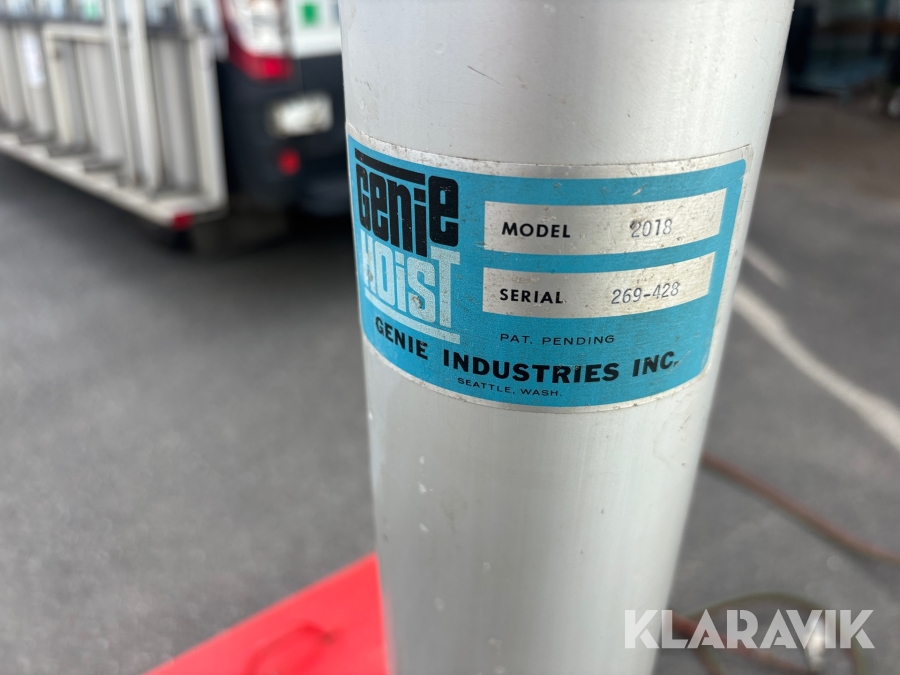 Genie
HOIST
MODEL 2018
SERIAL 269-428
PAT. PENDING
GENIE INDUSTRIES INC.
SEATTLE, WASH.
KLARAVIK